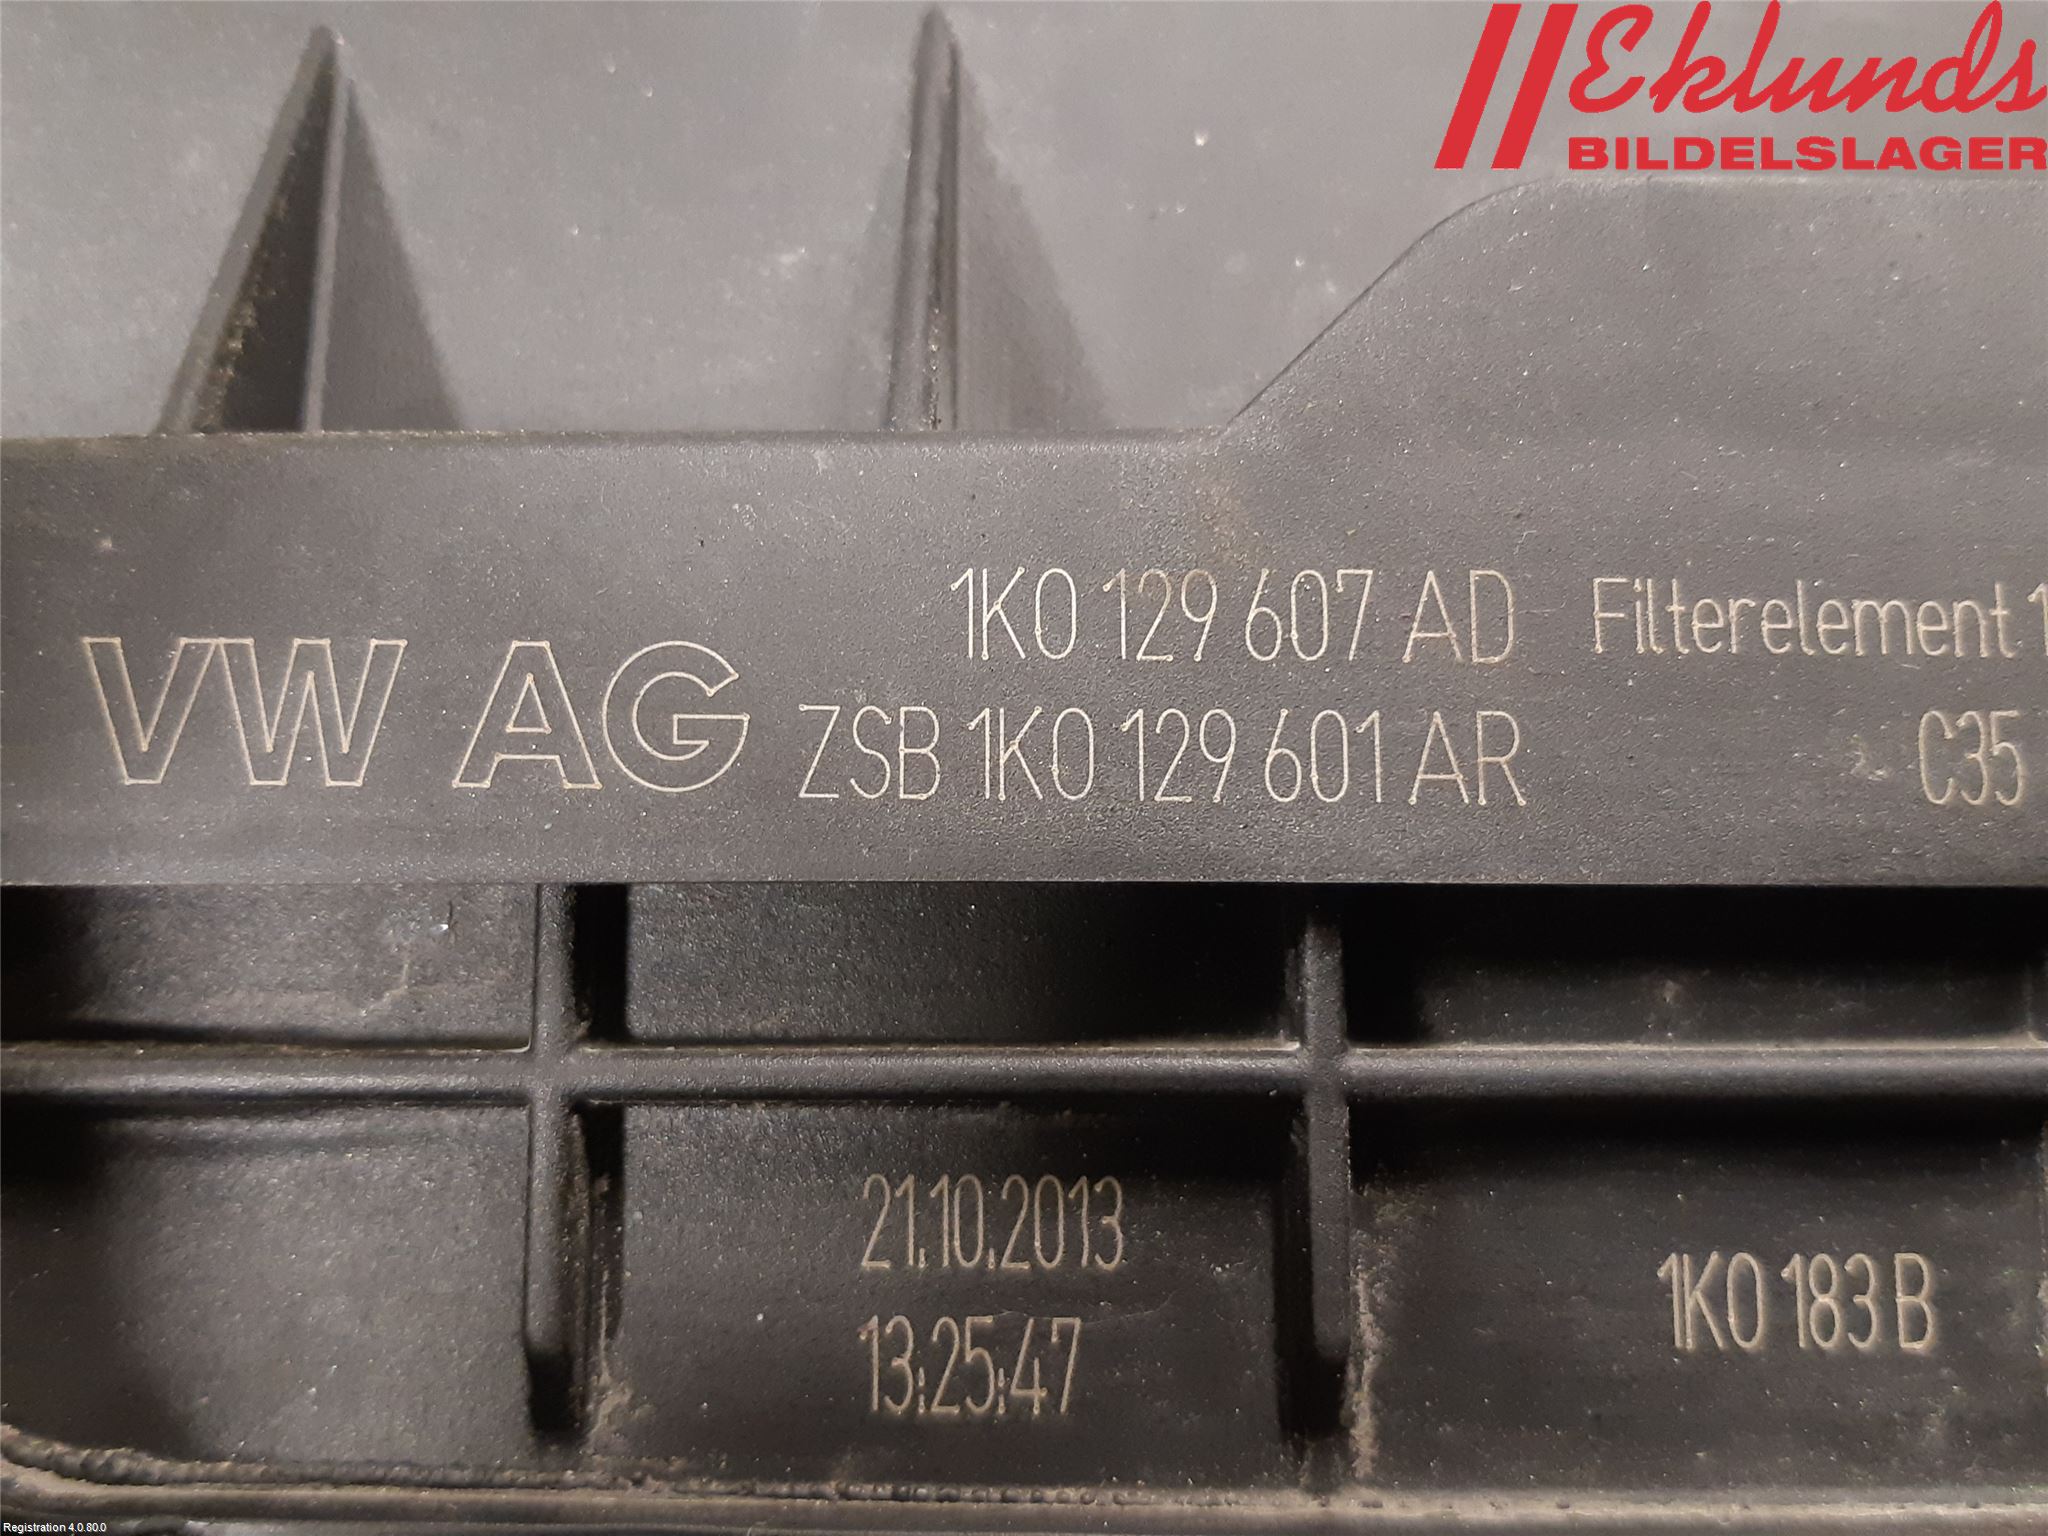 Eklunds
BILDELSLAGER
VW AG
1K0 129 607 AD
ZSB 1K0 129 601 AR
Filterelement 1
C35
21.10.2013
13:25:47
1K0 183 B
Registration 4.0.80.0